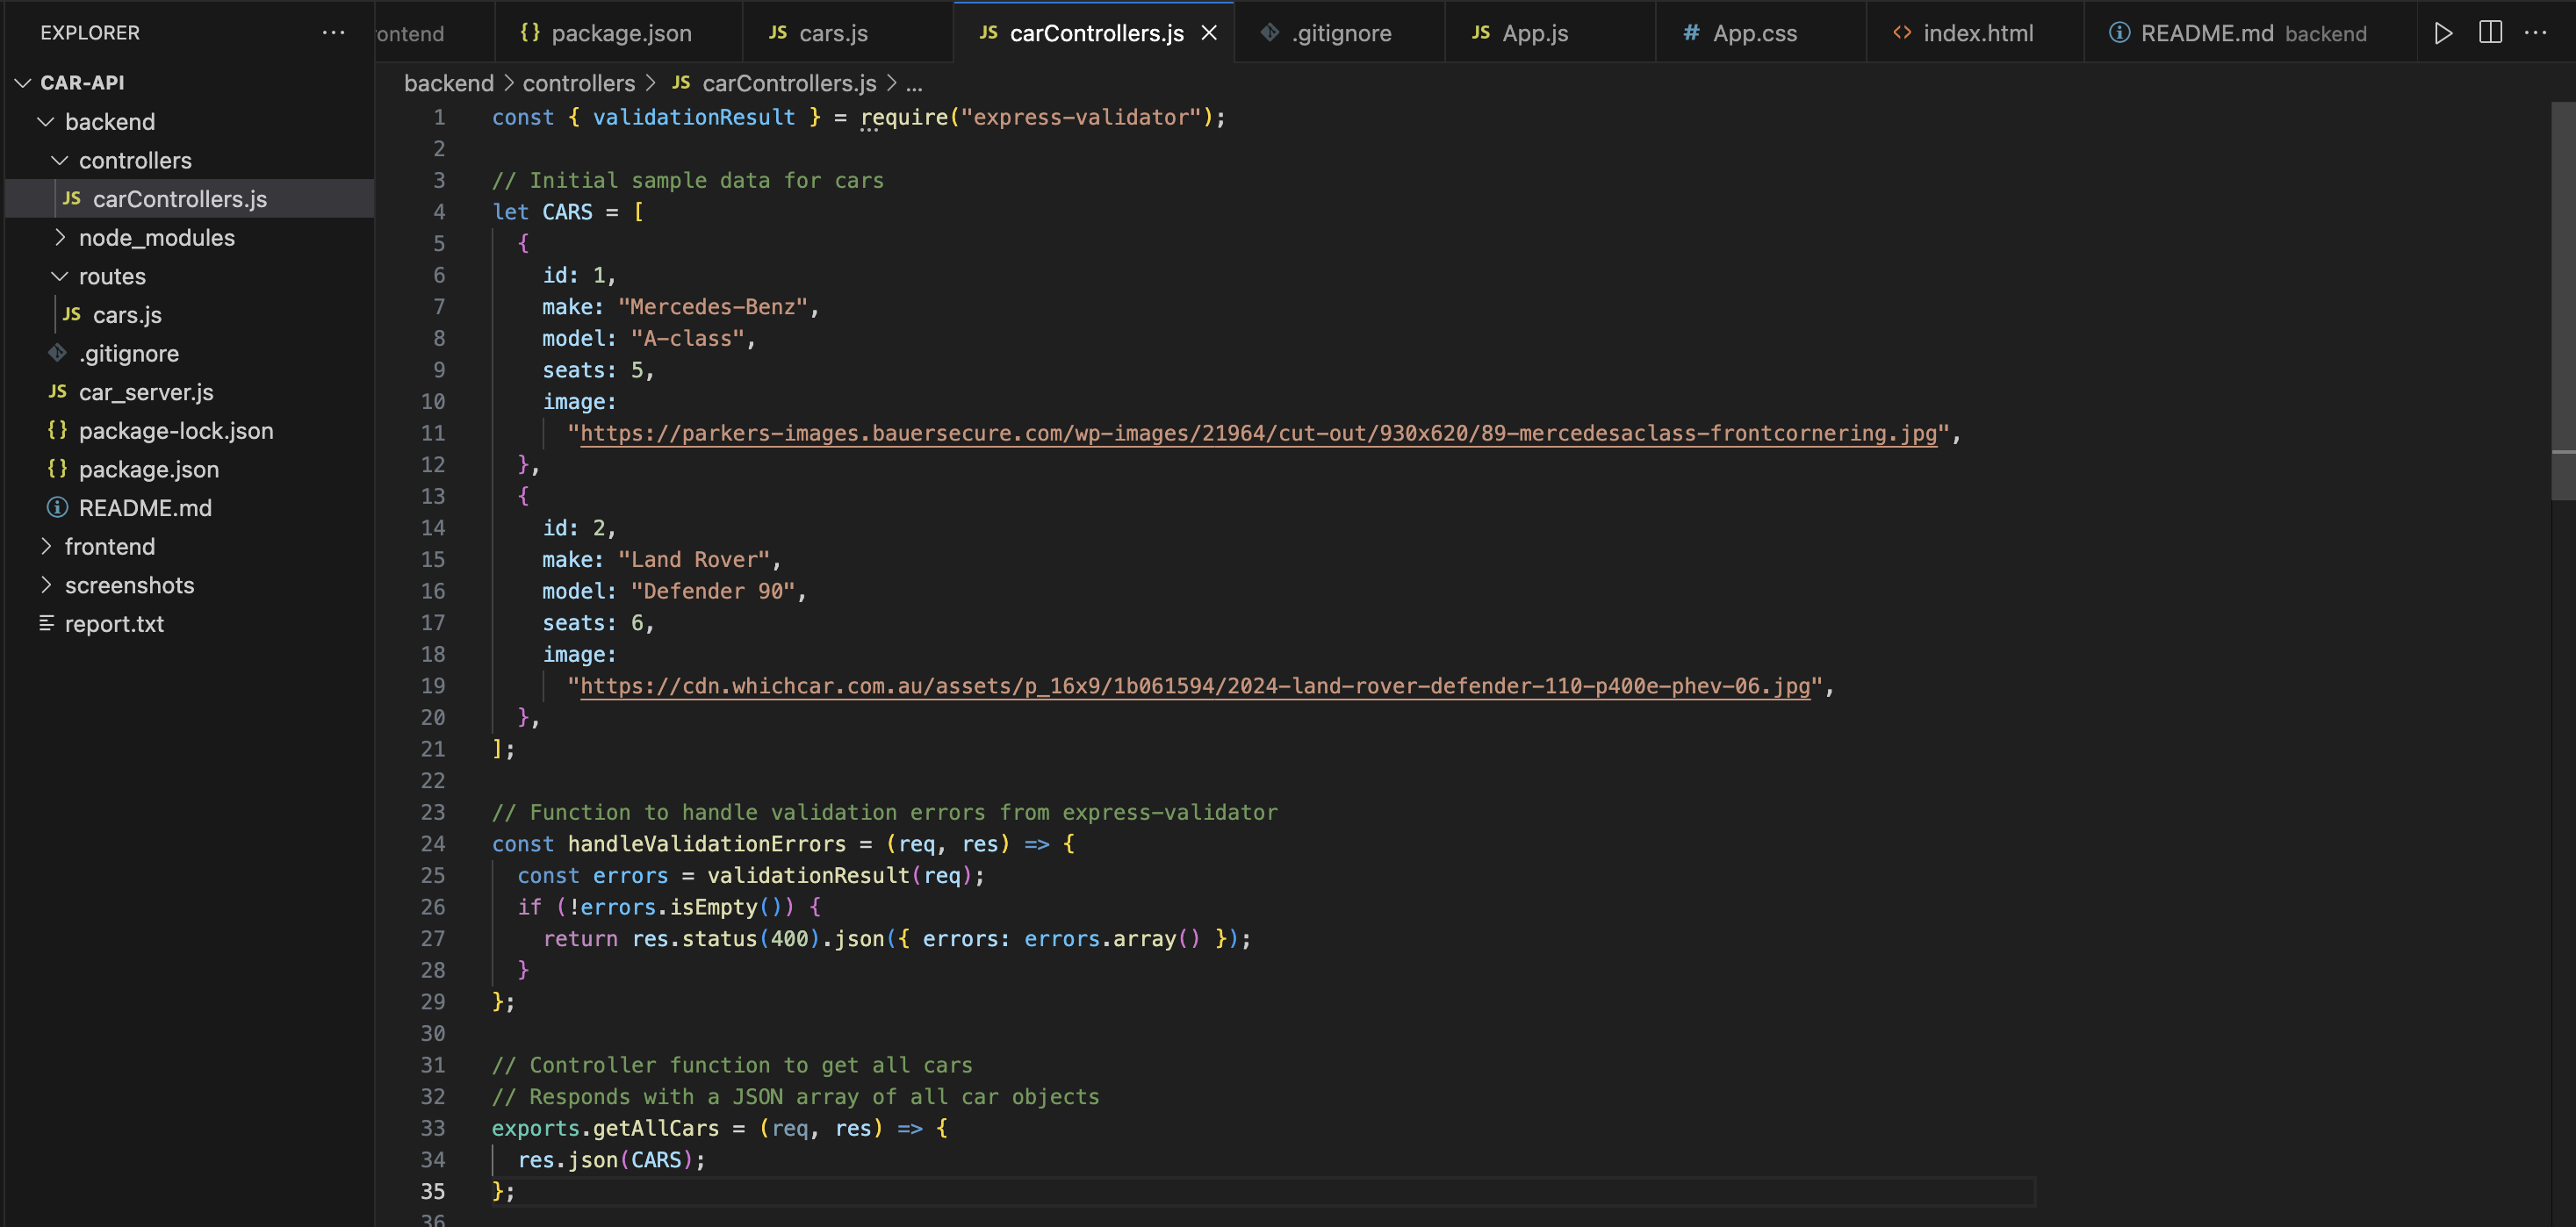 EXPLORER
···
ontend
{} package.json
JS cars.js
JS carControllers.js
.gitignore
JS App.js
# App.css
<> index.html
README.md backend
···
CAR-API
backend
controllers
JS carControllers.js
node_modules
routes
JS cars.js
.gitignore
JS car_server.js
{} package-lock.json
{} package.json
README.md
frontend
screenshots
report.txt
backend > controllers > JS carControllers.js > ...
1 const { validationResult } = require("express-validator");
2
3 // Initial sample data for cars
4 let CARS = [
5 {
6 id: 1,
7 make: "Mercedes-Benz",
8 model: "A-class",
9 seats: 5,
10 image:
11 "https://parkers-images.bauersecure.com/wp-images/21964/cut-out/930x620/89-mercedesaclass-frontcornering.jpg",
12 },
13 {
14 id: 2,
15 make: "Land Rover",
16 model: "Defender 90",
17 seats: 6,
18 image:
19 "https://cdn.whichcar.com.au/assets/p_16x9/1b061594/2024-land-rover-defender-110-p400e-phev-06.jpg",
20 },
21 ];
22
23 // Function to handle validation errors from express-validator
24 const handleValidationErrors = (req, res) => {
25 const errors = validationResult(req);
26 if (!errors.isEmpty()) {
27 return res.status(400).json({ errors: errors.array() });
28 }
29 };
30
31 // Controller function to get all cars
32 // Responds with a JSON array of all car objects
33 exports.getAllCars = (req, res) => {
34 res.json(CARS);
35 };
36